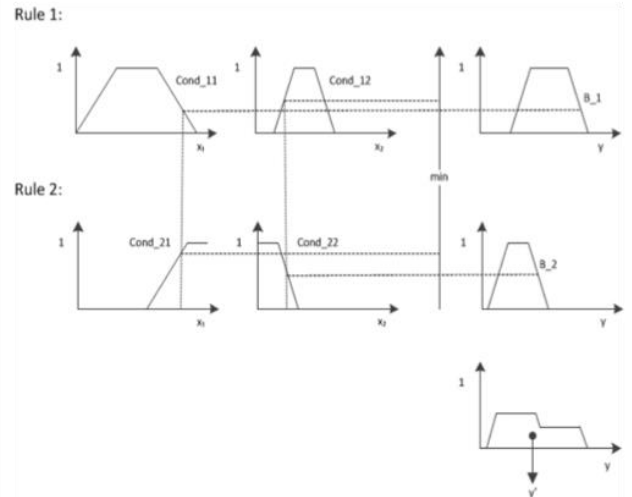 Rule 1:
1
Cond_11
x₁
1
Cond_12
x₂
min
1
B_1
y
Rule 2:
1
Cond_21
x₁
1
Cond_22
x₂
1
B_2
y
1
y
y'